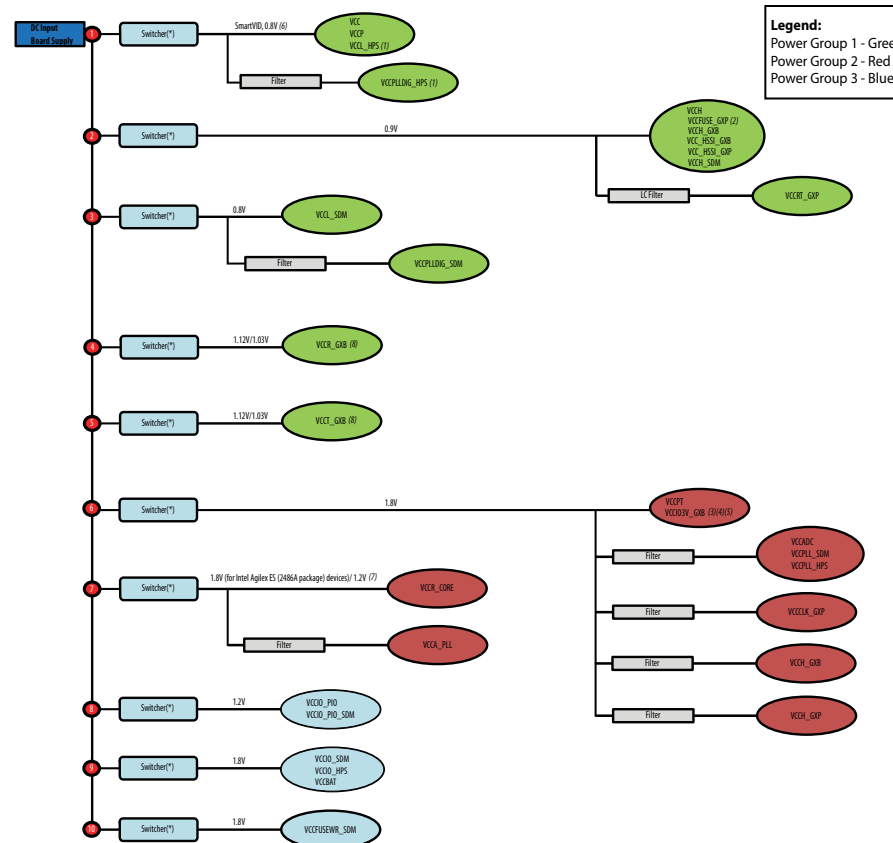 DC Input
Board Supply
1
Switcher(*)
SmartVID, 0.8V (6)
VCC
VCCP
VCCL_HPS (1)
Filter
VCCPLLDIG_HPS (1)
Legend:
Power Group 1 - Gree
Power Group 2 - Red
Power Group 3 - Blue
2
Switcher(*)
0.9V
VCCH
VCCFUSE_GXP (2)
VCCH_GXB
VCC_HSSI_GXB
VCC_HSSI_GXP
VCCH_SDM
LC Filter
VCCRT_GXP
3
Switcher(*)
0.8V
VCCL_SDM
Filter
VCCPLLDIG_SDM
4
Switcher(*)
1.12V/1.03V
VCCR_GXB (8)
5
Switcher(*)
1.12V/1.03V
VCCT_GXB (8)
6
Switcher(*)
1.8V
VCCPT
VCCIO3V_GXB (3)(4)(5)
Filter
VCCADC
VCCPLL_SDM
VCCPLL_HPS
Filter
VCCCLK_GXP
Filter
VCCH_GXB
Filter
VCCH_GXP
7
Switcher(*)
1.8V (for Intel Agilex ES (2486A package) devices)/ 1.2V (7)
VCCR_CORE
Filter
VCCA_PLL
8
Switcher(*)
1.2V
VCCIO_PIO
VCCIO_PIO_SDM
9
Switcher(*)
1.8V
VCCIO_SDM
VCCIO_HPS
VCCBAT
10
Switcher(*)
1.8V
VCCFUSEWR_SDM